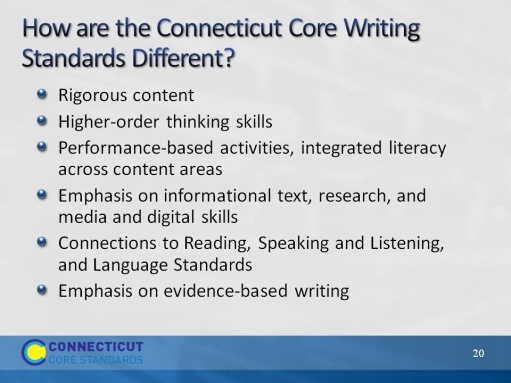 How are the Connecticut Core Writing
Standards Different?
Rigorous content
Higher-order thinking skills
Performance-based activities, integrated literacy
across content areas
Emphasis on informational text, research, and
media and digital skills
Connections to Reading, Speaking and Listening,
and Language Standards
Emphasis on evidence-based writing
CONNECTICUT
CORE STANDARDS
20